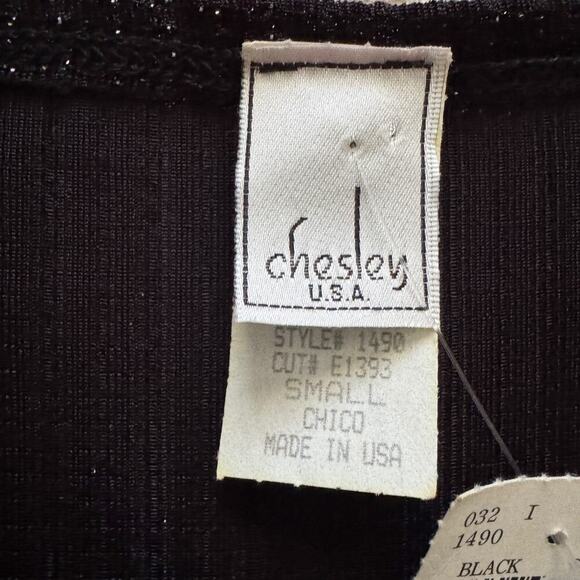 chesley
U.S.A.
STYLE# 1490
CUT# E1393
SMALL
CHICO
MADE IN USA
032 I
1490
BLACK